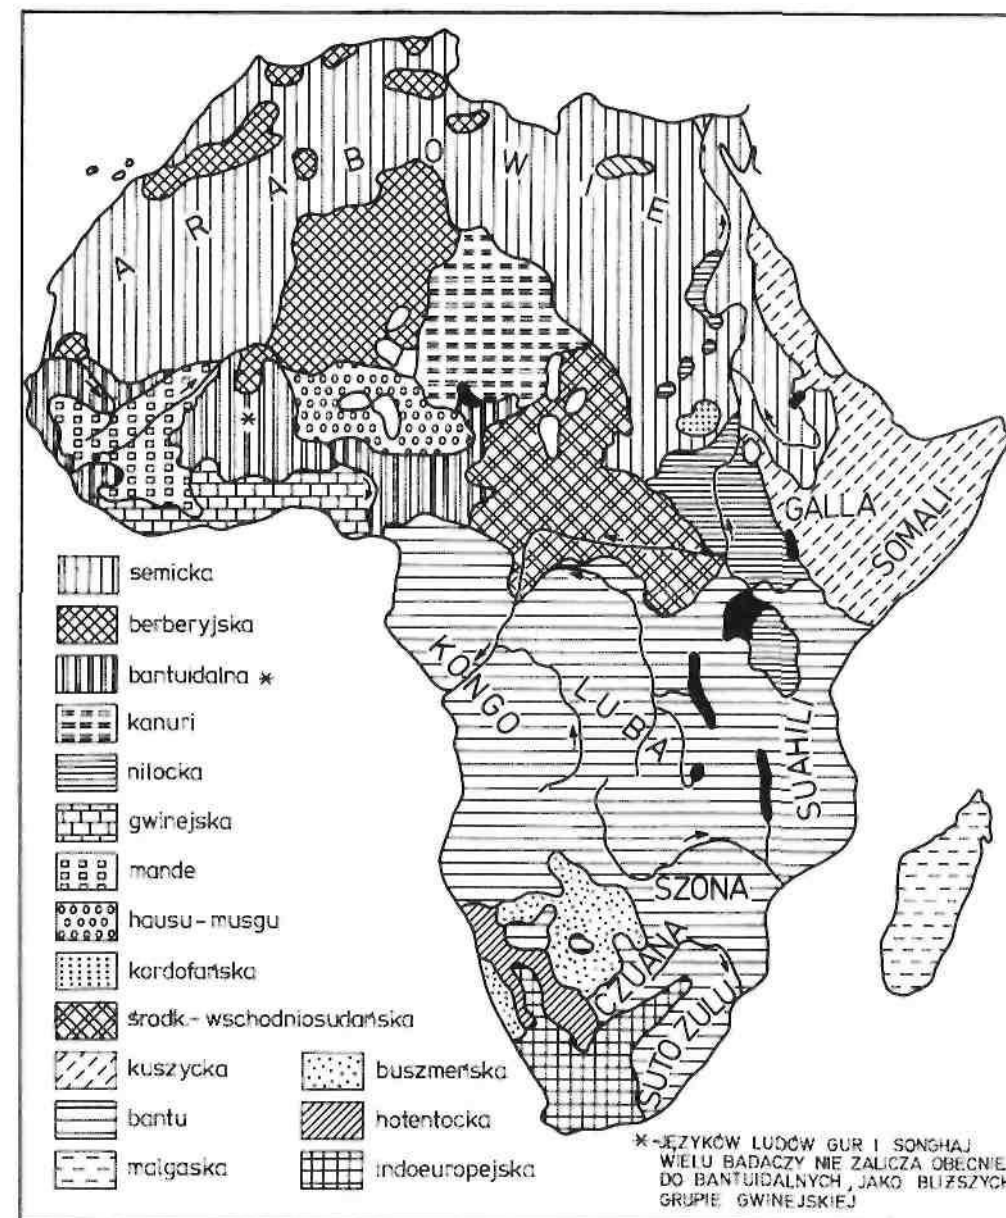 ARABOWIE
GALLA
SOMALI
KONGO
LUBA
SUAHILI
SZONA
CZUANA
SUTO ZULU
semicka
berberyjska
bantuidalna *
kanuri
nilocka
gwinejska
mande
hausu-musgu
kordofańska
środk.-wschodniosudańska
kuszycka
bantu
malgaska
buszmeńska
hotentocka
indoeuropejska
* -JĘZYKÓW LUDÓW GUR I SONGHAJ
WIELU BADACZY NIE ZALICZA OBECNIE
DO BANTUIDALNYCH, JAKO BLIŻSZYCH
GRUPIE GWINEJSKIEJ